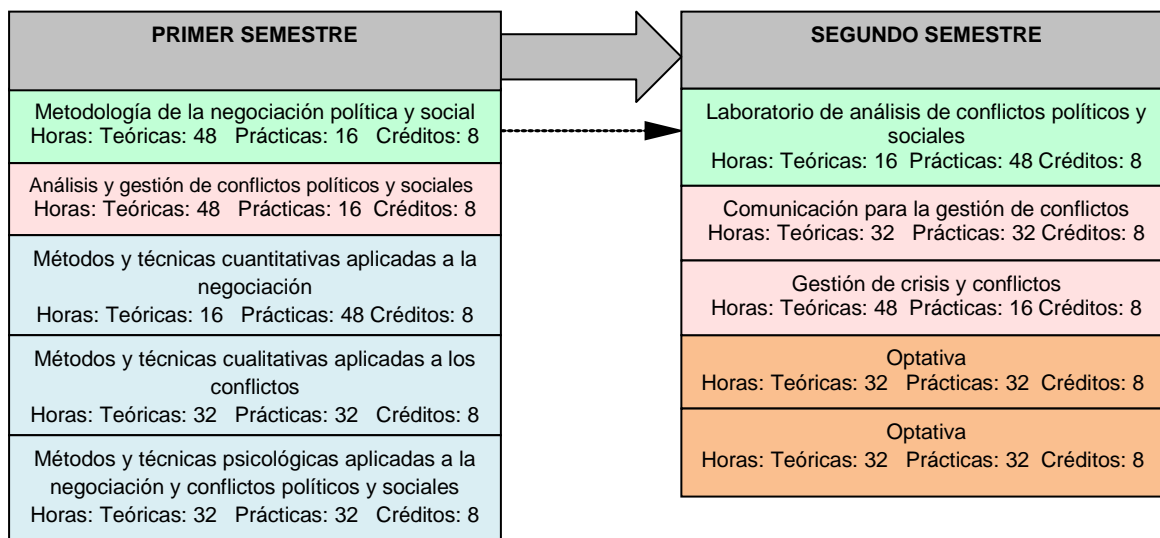 PRIMER SEMESTRE
Metodología de la negociación política y social
Horas: Teóricas: 48 Prácticas: 16 Créditos: 8
Análisis y gestión de conflictos políticos y sociales
Horas: Teóricas: 48 Prácticas: 16 Créditos: 8
Métodos y técnicas cuantitativas aplicadas a la
negociación
Horas: Teóricas: 16 Prácticas: 48 Créditos: 8
Métodos y técnicas cualitativas aplicadas a los
conflictos
Horas: Teóricas: 32 Prácticas: 32 Créditos: 8
Métodos y técnicas psicológicas aplicadas a la
negociación y conflictos políticos y sociales
Horas: Teóricas: 32 Prácticas: 32 Créditos: 8
SEGUNDO SEMESTRE
Laboratorio de análisis de conflictos políticos y
sociales
Horas: Teóricas: 16 Prácticas: 48 Créditos: 8
Comunicación para la gestión de conflictos
Horas: Teóricas: 32 Prácticas: 32 Créditos: 8
Gestión de crisis y conflictos
Horas: Teóricas: 48 Prácticas: 16 Créditos: 8
Optativa
Horas: Teóricas: 32 Prácticas: 32 Créditos: 8
Optativa
Horas: Teóricas: 32 Prácticas: 32 Créditos: 8